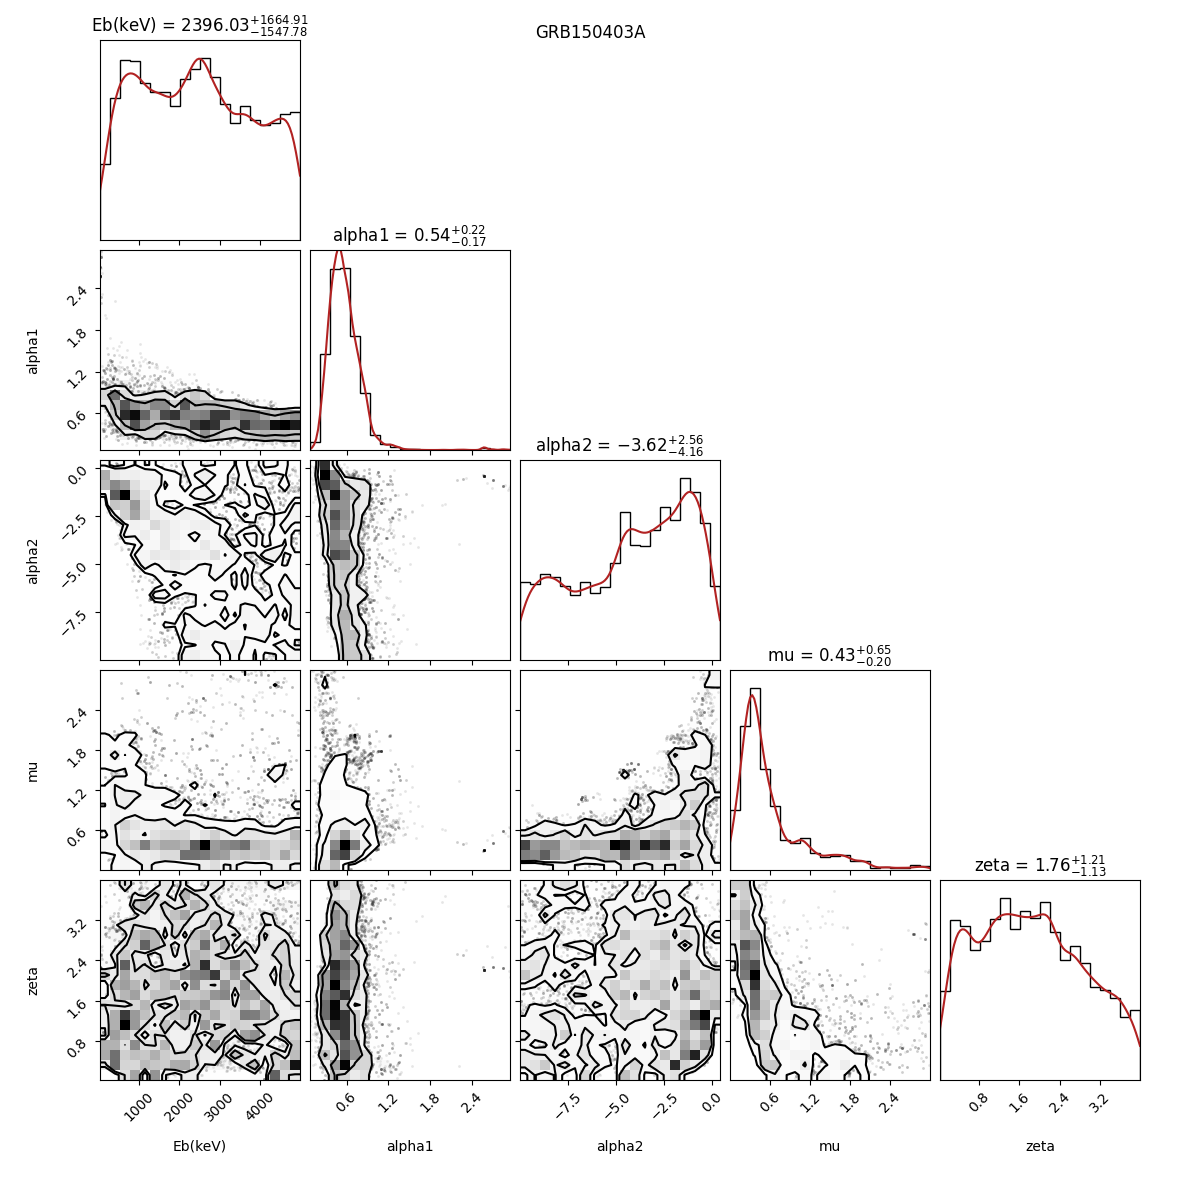 Eb(keV) = 2396.03+1664.91−1547.78
GRB150403A
alpha1 = 0.54+0.22−0.17
2.4
1.8
1.2
0.6
alpha1
alpha2 = −3.62+2.56−4.16
0.0
−2.5
−5.0
−7.5
alpha2
mu = 0.43+0.65−0.20
2.4
1.8
1.2
0.6
mu
zeta = 1.76+1.21−1.13
3.2
2.4
1.6
0.8
zeta
1000 2000 3000 4000 0.6 1.2 1.8 2.4 −7.5 −5.0 −2.5 0.0 0.6 1.2 1.8 2.4 0.8 1.6 2.4 3.2
Eb(keV) alpha1 alpha2 mu zeta